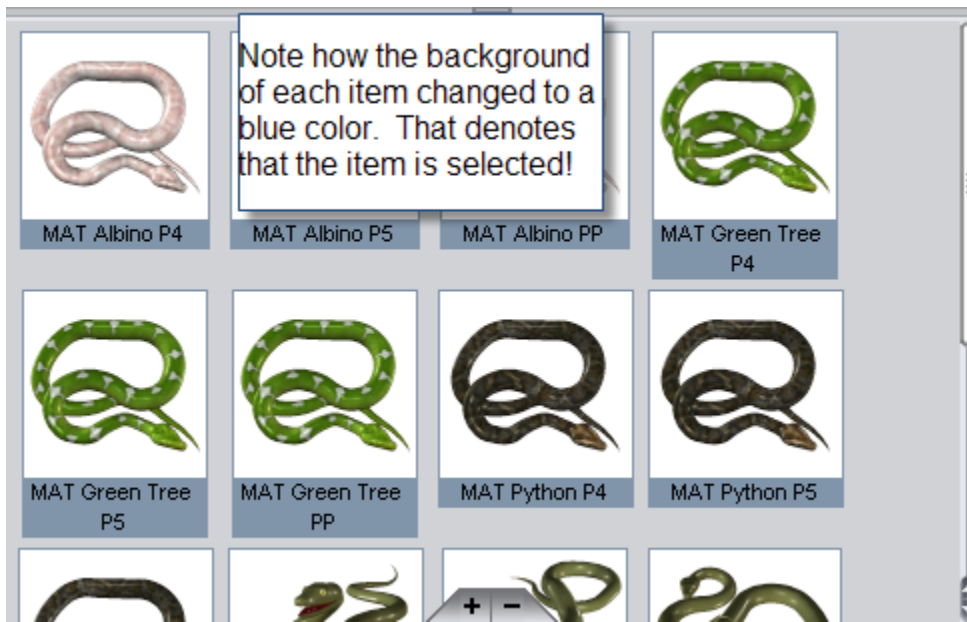 Note how the background
of each item changed to a
blue color.  That denotes
that the item is selected!
MAT Albino P4
MAT Albino P5
MAT Albino PP
MAT Green Tree
P4
MAT Green Tree
P5
MAT Green Tree
PP
MAT Python P4
MAT Python P5
+ −